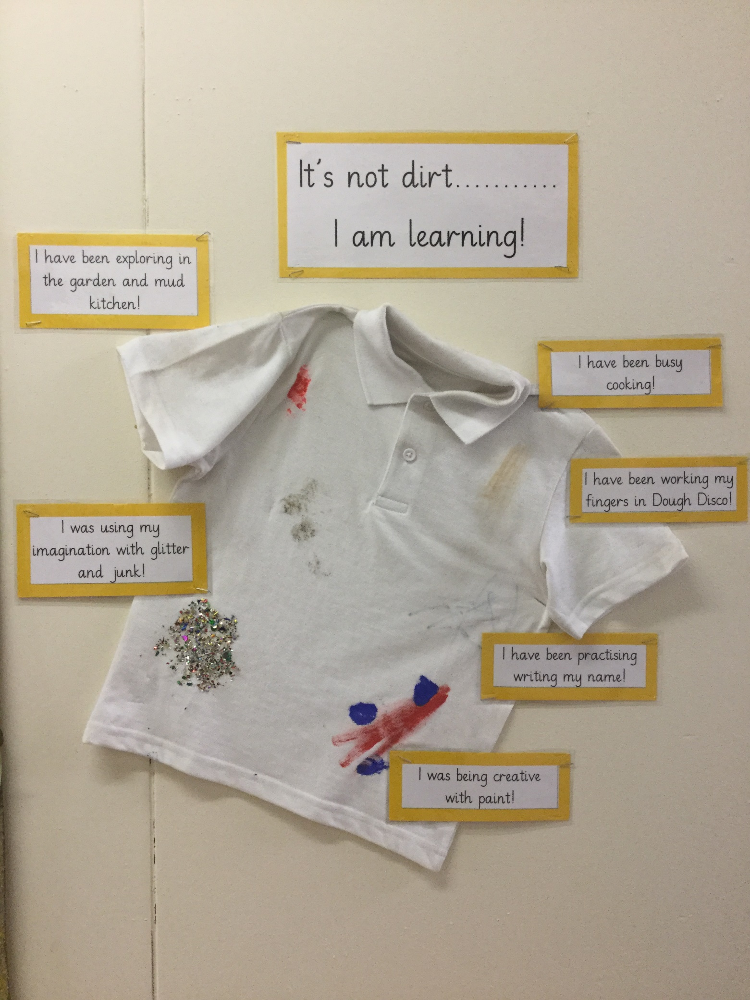 It's not dirt...........
I am learning!
I have been exploring in
the garden and mud
kitchen!
I have been busy
cooking!
I have been working my
fingers in Dough Disco!
I was using my
imagination with glitter
and junk!
I have been practising
writing my name!
I was being creative
with paint!